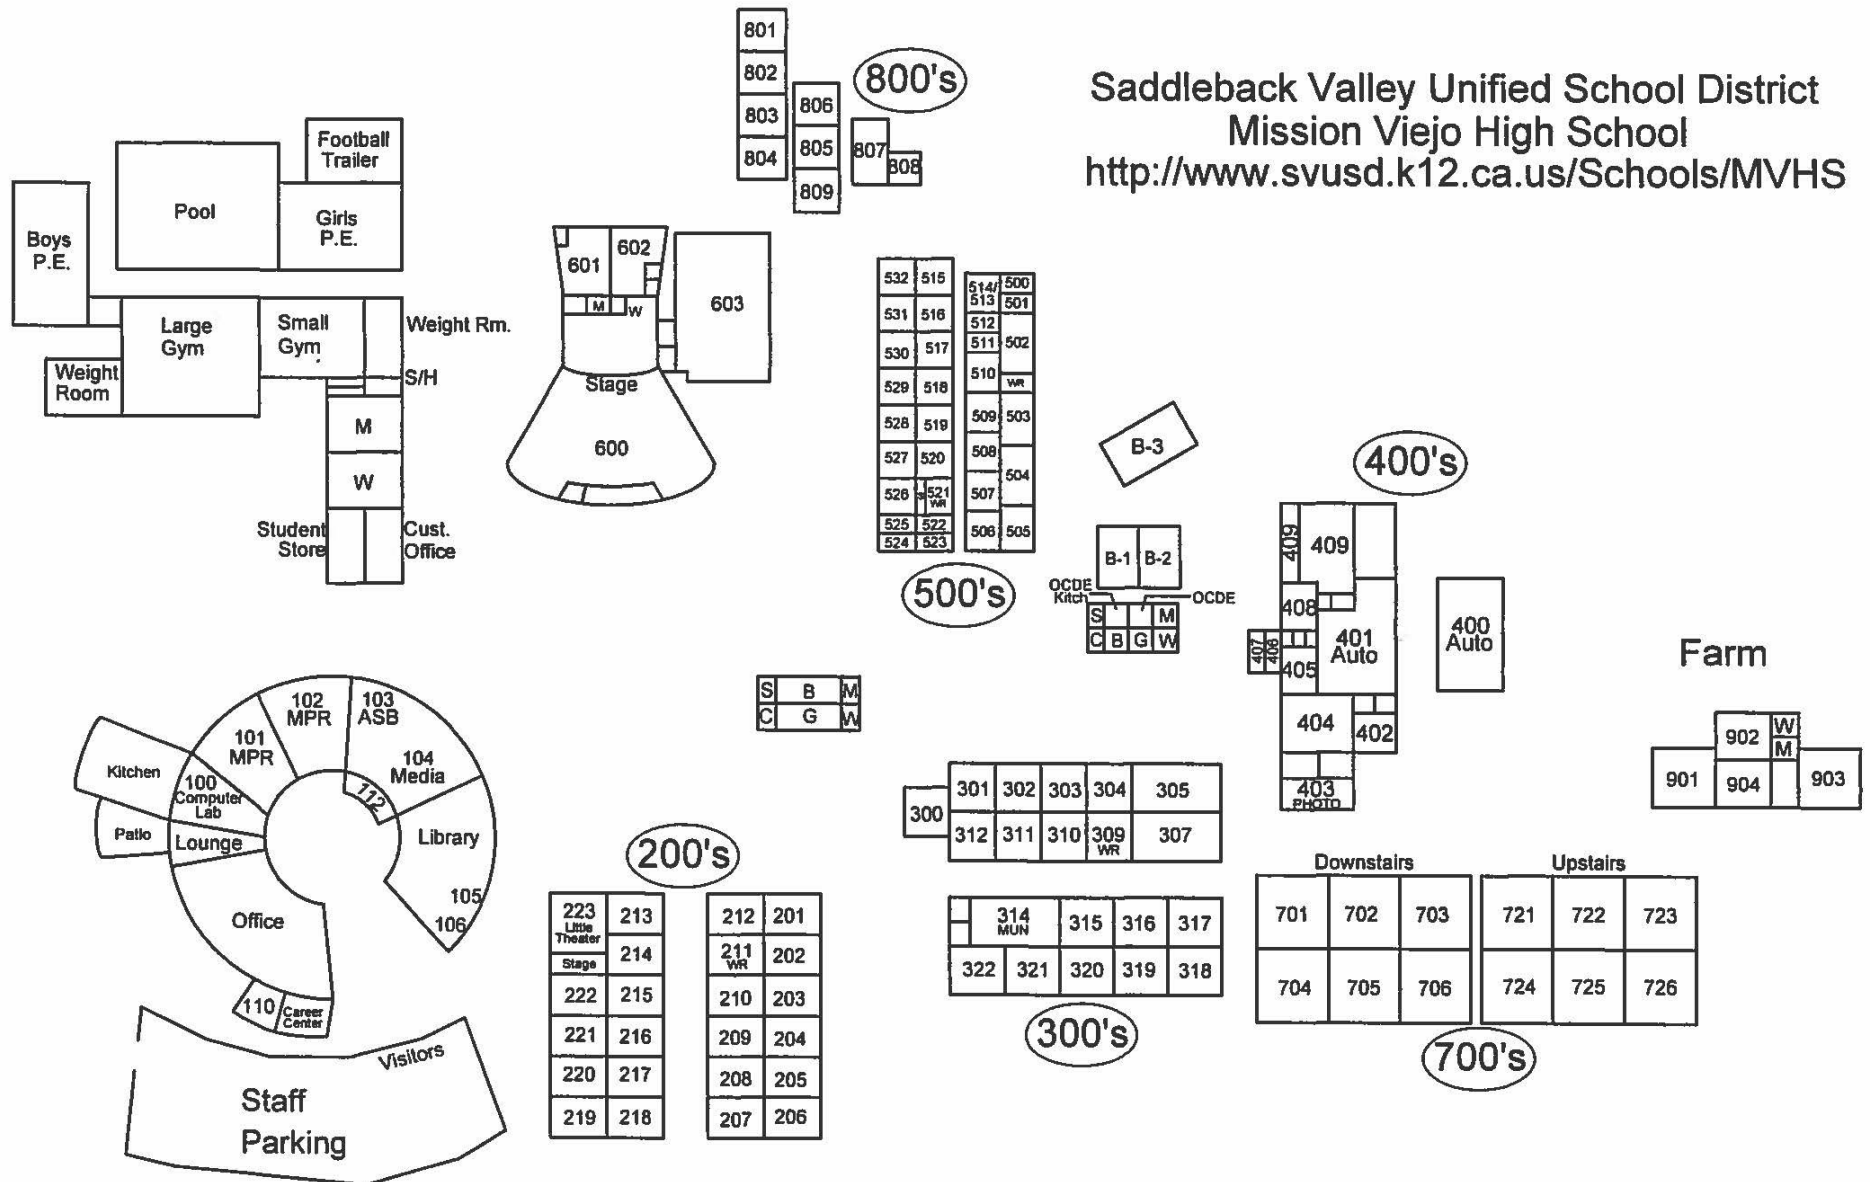 Saddleback Valley Unified School District
Mission Viejo High School
http://www.svusd.k12.ca.us/Schools/MVHS
801
802
803
804
806
805
809
807
808
800's
Football
Trailer
Pool
Girls
P.E.
Boys
P.E.
Large
Gym
Small
Gym
Weight Rm.
Weight
Room
S/H
M
W
Student
Store
Cust.
Office
601
602
M
W
603
Stage
600
532
515
531
516
530
517
529
518
528
519
527
520
526
S
521
WR
525
522
524
523
514/
513
500
501
512
511
502
510
WR
509
503
508
504
507
506
505
500's
B-3
B-1
B-2
OCDE
Kitch
OCDE
S
M
C
B
G
W
400's
409
409
408
401
Auto
407
406
405
404
402
403
PHOTO
400
Auto
Farm
902
W
M
901
904
903
S
B
M
C
G
W
102
MPR
103
ASB
101
MPR
104
Media
Kitchen
100
Computer
Lab
112
Patio
Lounge
Library
Office
105
106
110
Career
Center
Visitors
Staff
Parking
200's
223
Little
Theater
213
Stage
214
222
215
221
216
220
217
219
218
212
201
211
WR
202
210
203
209
204
208
205
207
206
300
301
302
303
304
305
312
311
310
309
WR
307
314
MUN
315
316
317
322
321
320
319
318
300's
Downstairs
Upstairs
701
702
703
721
722
723
704
705
706
724
725
726
700's